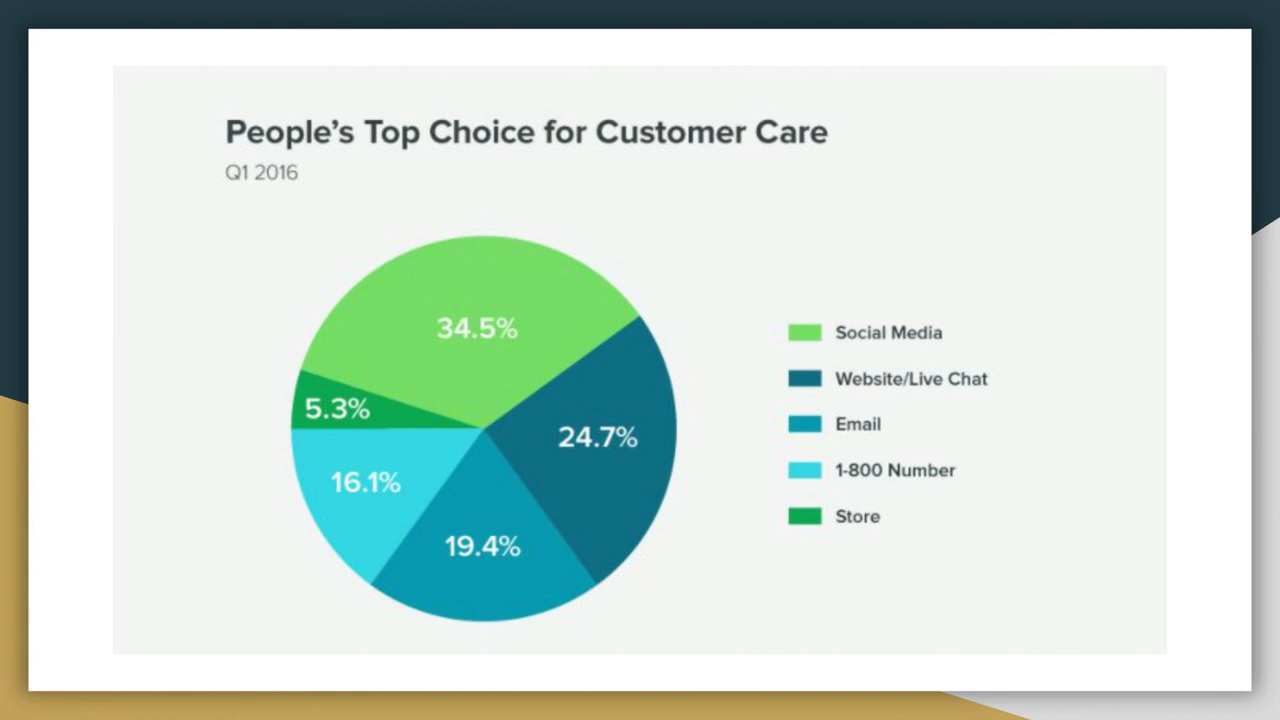 People's Top Choice for Customer Care
Q1 2016
34.5%
5.3%
24.7%
16.1%
19.4%
Social Media
Website/Live Chat
Email
1-800 Number
Store